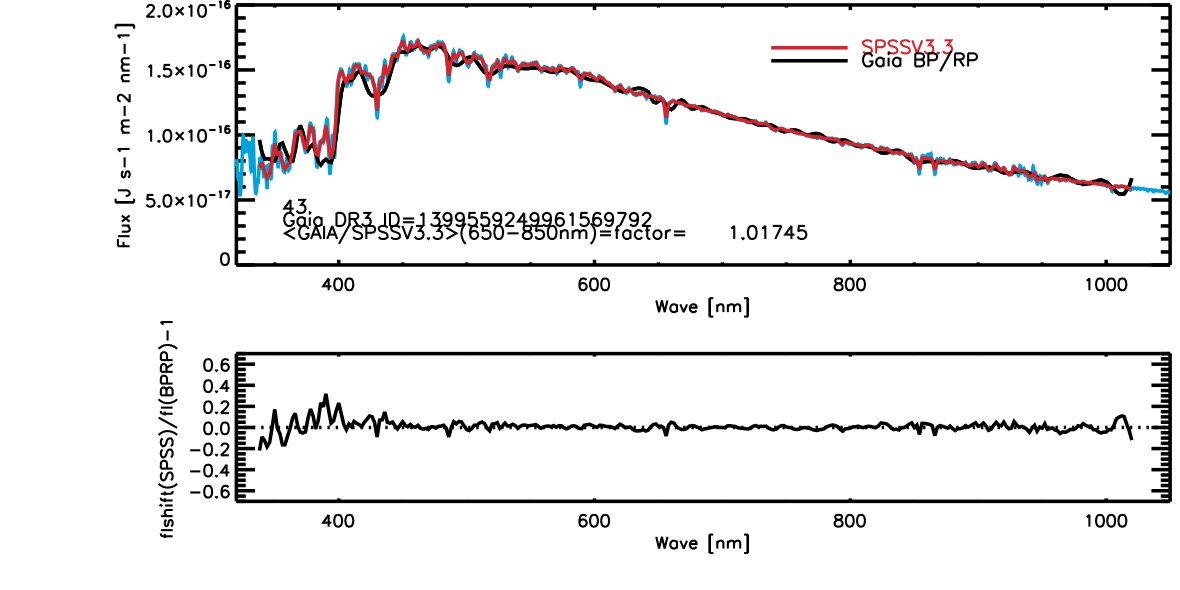 2.0×10−16
1.5×10−16
1.0×10−16
5.0×10−17
0
Flux [J s−1 m−2 nm−1]
SPSSV3.3
Gaia BP/RP
43.
Gaia DR3 ID=1399559249961569792
<GAIA/SPSSV3.3>(650−850nm)=factor= 1.01745
400 600 800 1000
Wave [nm]
flshift(SPSS)/fl(BPRP)−1
0.6
0.4
0.2
0.0
−0.2
−0.4
−0.6
400 600 800 1000
Wave [nm]